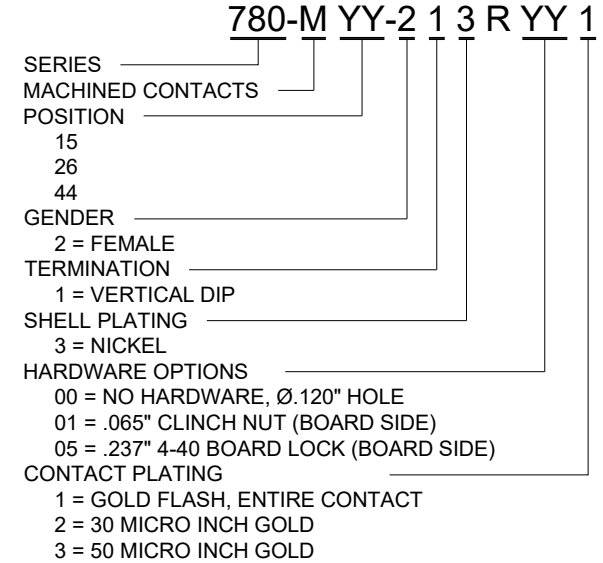 780-M YY-2 1 3 R YY 1
SERIES
MACHINED CONTACTS
POSITION
15
26
44
GENDER
2 = FEMALE
TERMINATION
1 = VERTICAL DIP
SHELL PLATING
3 = NICKEL
HARDWARE OPTIONS
00 = NO HARDWARE, Ø.120" HOLE
01 = .065" CLINCH NUT (BOARD SIDE)
05 = .237" 4-40 BOARD LOCK (BOARD SIDE)
CONTACT PLATING
1 = GOLD FLASH, ENTIRE CONTACT
2 = 30 MICRO INCH GOLD
3 = 50 MICRO INCH GOLD